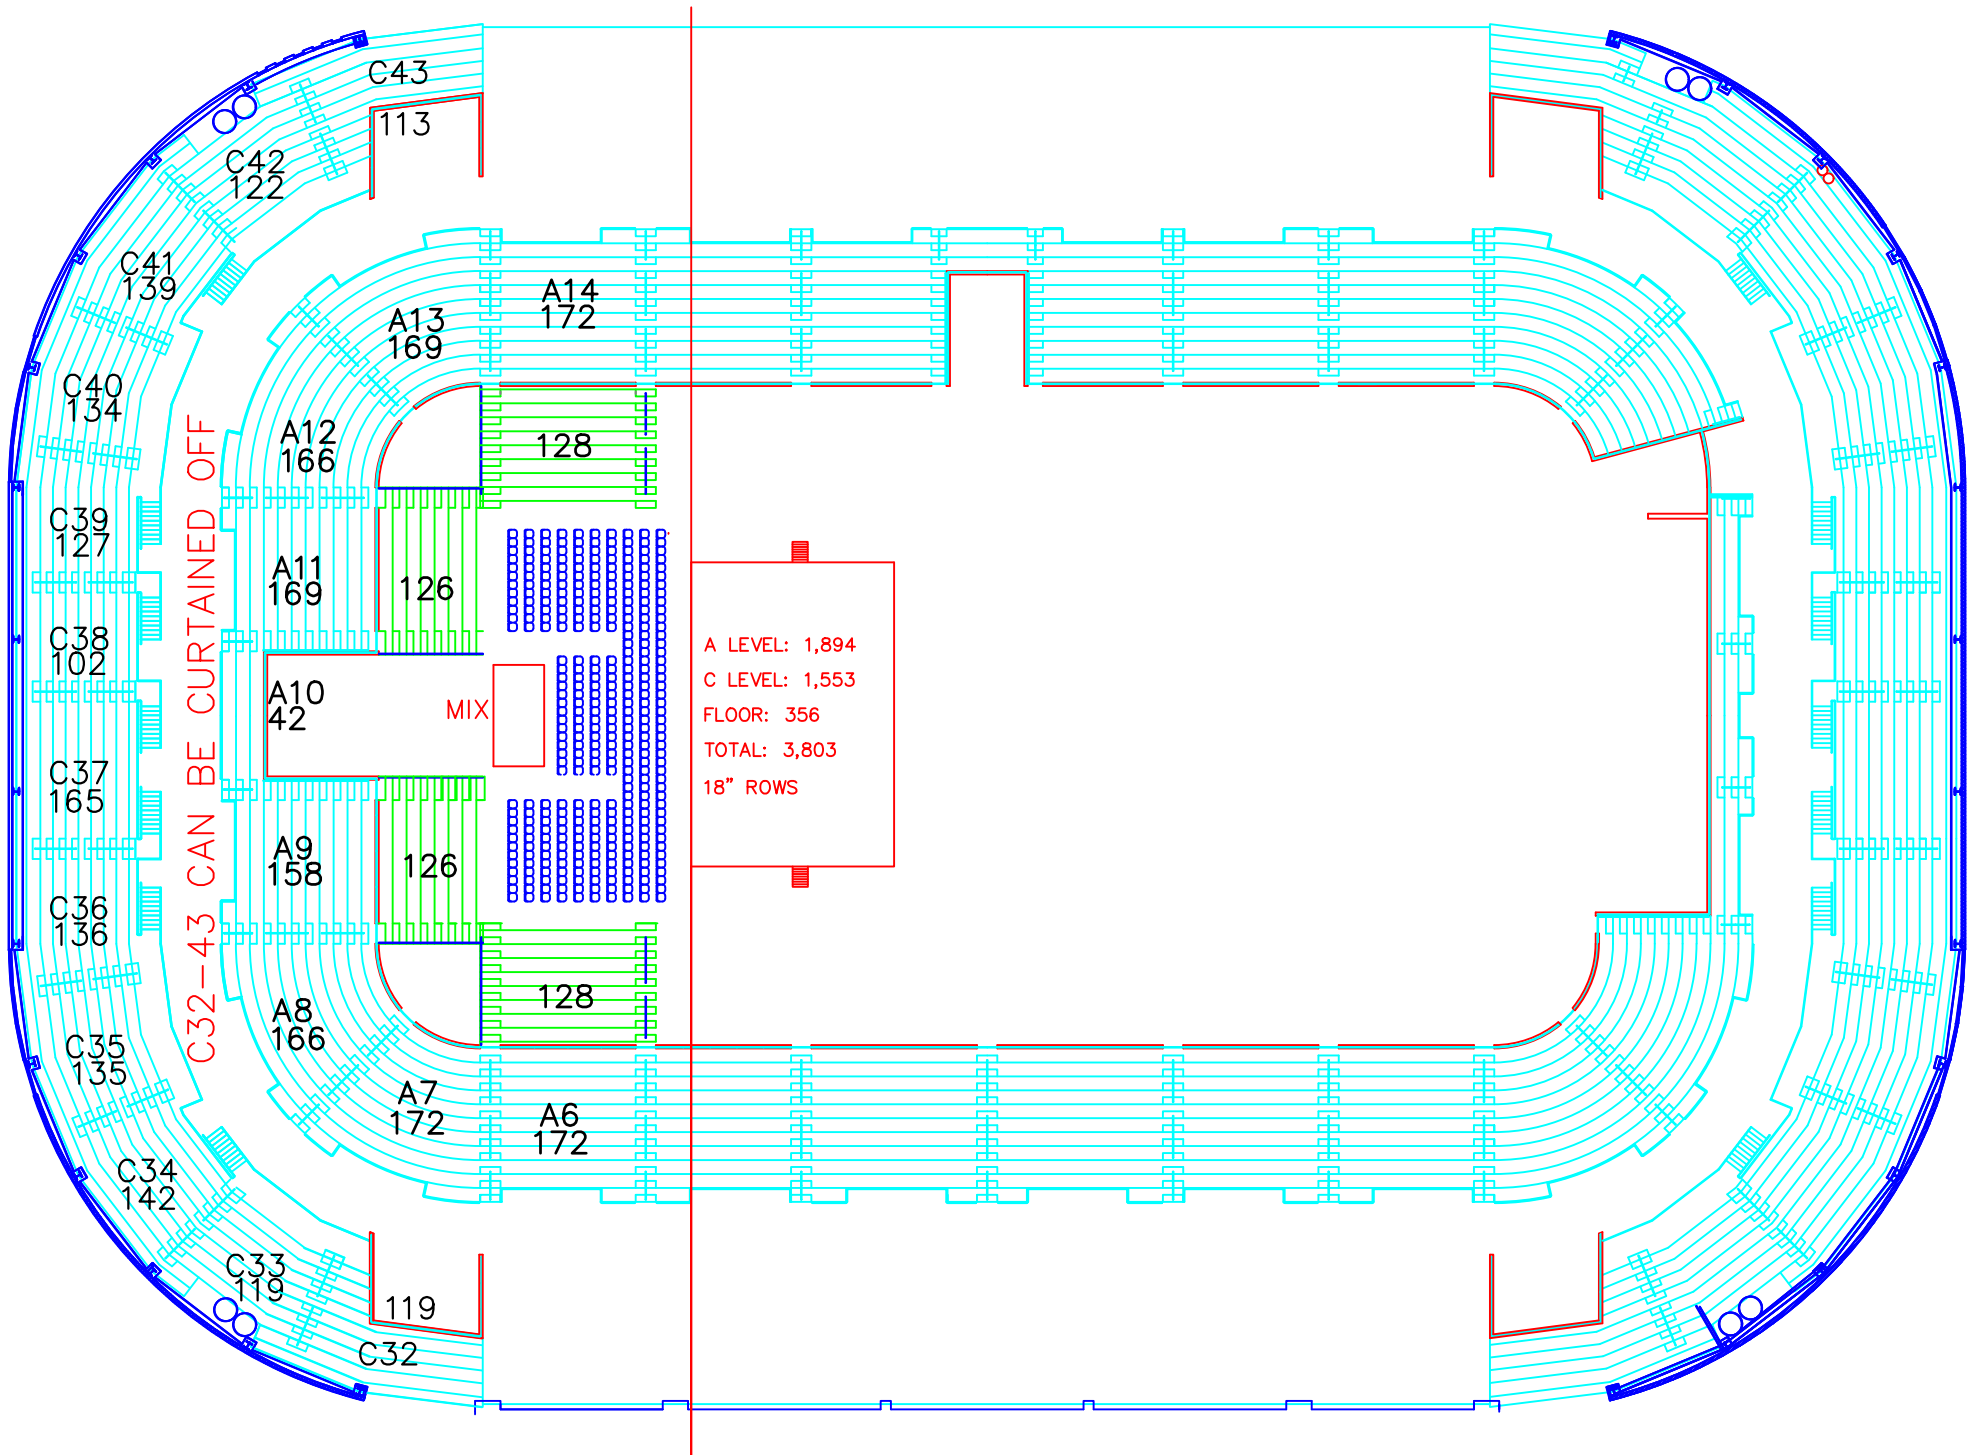 C43
113
C42
122
C41
139
A14
172
A13
169
C40
134
A12
166
128
C39
127
A11
169
126
C38
102
A10
42
MIX
A LEVEL: 1,894
C LEVEL: 1,553
FLOOR: 356
TOTAL: 3,803
18" ROWS
C32-43 CAN BE CURTAINED OFF
C37
165
A9
158
126
C36
136
128
A8
166
C35
135
A7
172
A6
172
C34
142
C33
119
119
C32